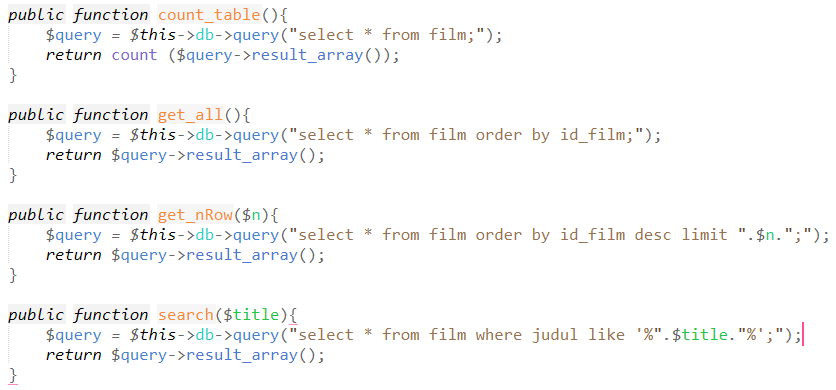 public function count_table(){
$query = $this->db->query("select * from film;");
return count ($query->result_array());
}
public function get_all(){
$query = $this->db->query("select * from film order by id_film;");
return $query->result_array();
}
public function get_nRow($n){
$query = $this->db->query("select * from film order by id_film desc limit ".$n.";");
return $query->result_array();
}
public function search($title){
$query = $this->db->query("select * from film where judul like '%".$title."%';");
return $query->result_array();
}